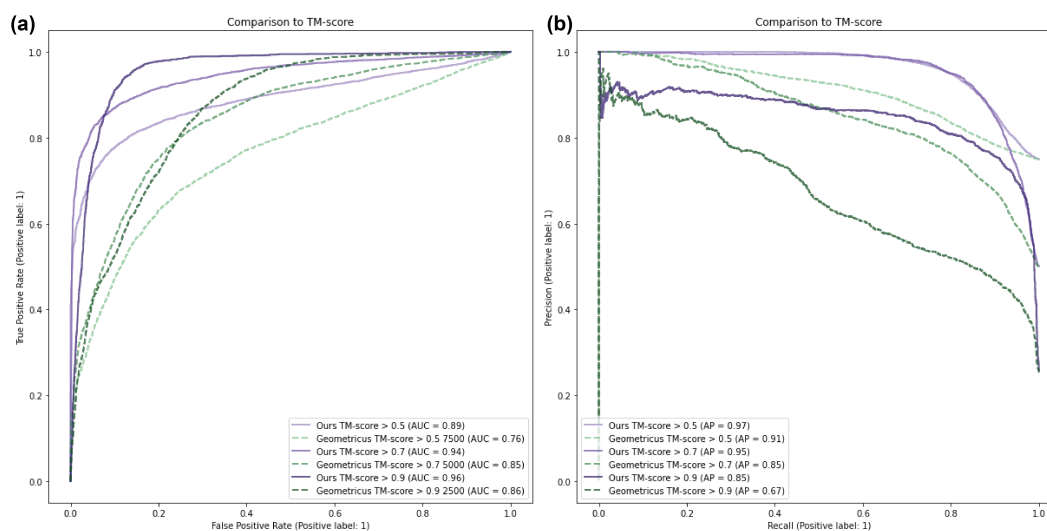 (a)
Comparison to TM-score
True Positive Rate (Positive label: 1)
1.0
0.8
0.6
0.4
0.2
0.0
Ours TM-score > 0.5 (AUC = 0.89)
Geometricus TM-score > 0.5 7500 (AUC = 0.76)
Ours TM-score > 0.7 (AUC = 0.94)
Geometricus TM-score > 0.7 5000 (AUC = 0.85)
Ours TM-score > 0.9 (AUC = 0.96)
Geometricus TM-score > 0.9 2500 (AUC = 0.86)
0.0 0.2 0.4 0.6 0.8 1.0
False Positive Rate (Positive label: 1)
(b)
Comparison to TM-score
Precision (Positive label: 1)
1.0
0.8
0.6
0.4
0.2
0.0
Ours TM-score > 0.5 (AP = 0.97)
Geometricus TM-score > 0.5 (AP = 0.91)
Ours TM-score > 0.7 (AP = 0.95)
Geometricus TM-score > 0.7 (AP = 0.85)
Ours TM-score > 0.9 (AP = 0.85)
Geometricus TM-score > 0.9 (AP = 0.67)
0.0 0.2 0.4 0.6 0.8 1.0
Recall (Positive label: 1)